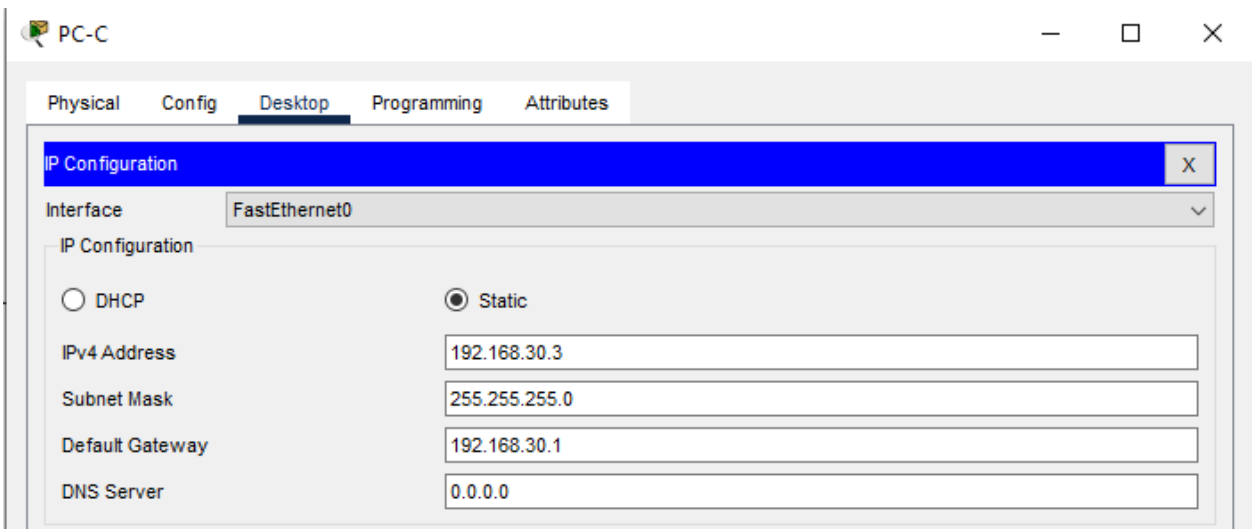 PC-C
Physical Config Desktop Programming Attributes
IP Configuration X
Interface FastEthernet0
IP Configuration
DHCP Static
IPv4 Address 192.168.30.3
Subnet Mask 255.255.255.0
Default Gateway 192.168.30.1
DNS Server 0.0.0.0